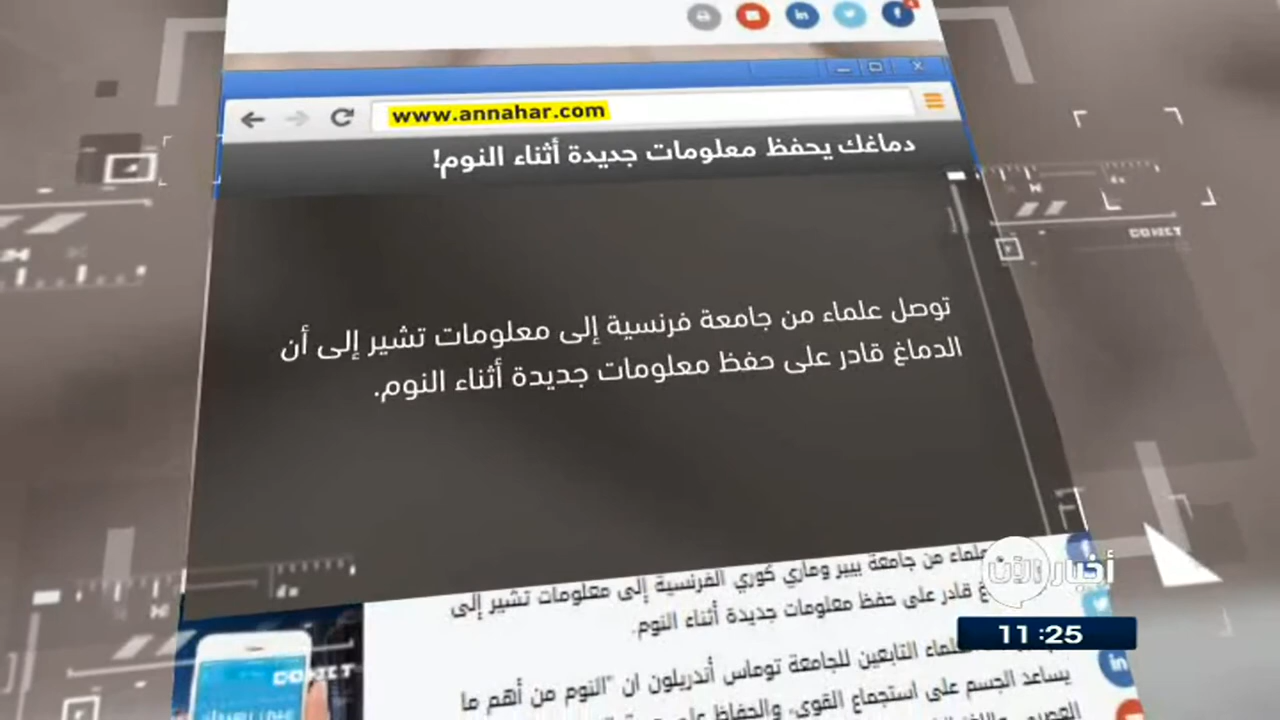 www.annahar.com
دماغك يحفظ معلومات جديدة أثناء النوم!
توصل علماء من جامعة فرنسية إلى معلومات تشير إلى أن
الدماغ قادر على حفظ معلومات جديدة أثناء النوم.
علماء من جامعة بيير وماري كوري الفرنسية إلى معلومات تشير إلى
قادر على حفظ معلومات جديدة أثناء النوم.
التابعين للجامعة توماس أندريلون ان "النوم من أهم ما
يساعد الجسم على استجماع القوى، والحفاظ على
أخبار الآن
11:25